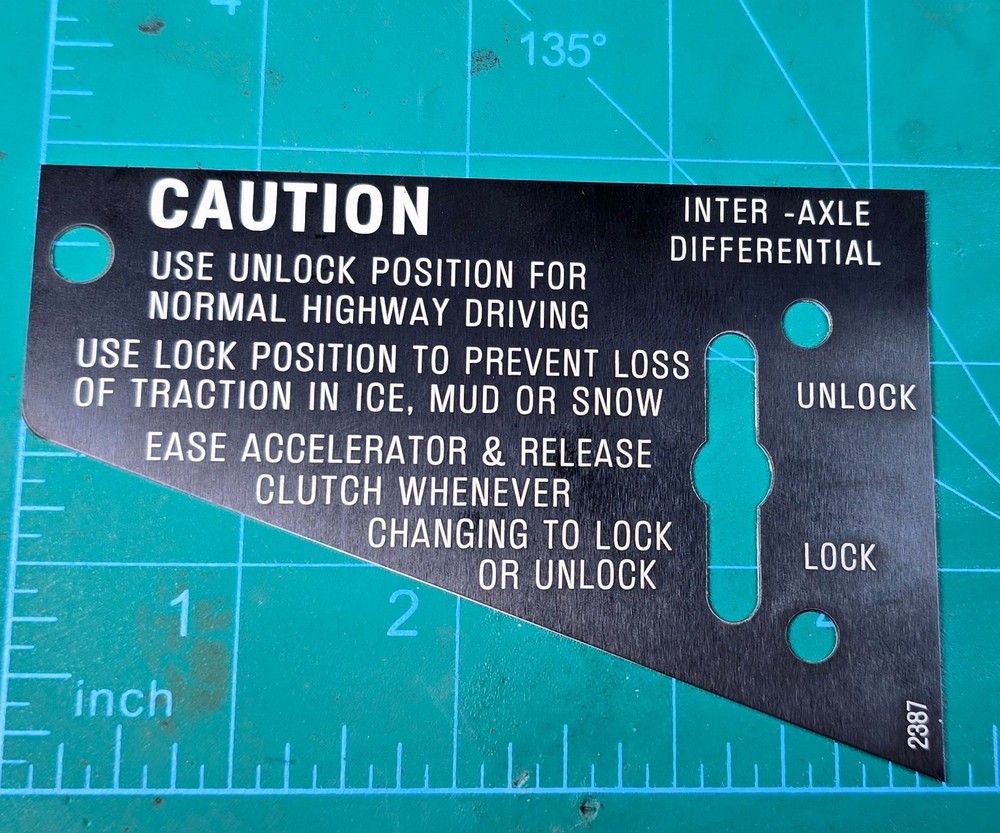 135°
CAUTION
USE UNLOCK POSITION FOR
NORMAL HIGHWAY DRIVING
USE LOCK POSITION TO PREVENT LOSS
OF TRACTION IN ICE, MUD OR SNOW
EASE ACCELERATOR & RELEASE
CLUTCH WHENEVER
CHANGING TO LOCK
OR UNLOCK
INTER -AXLE
DIFFERENTIAL
UNLOCK
LOCK
2387
1
2
inch